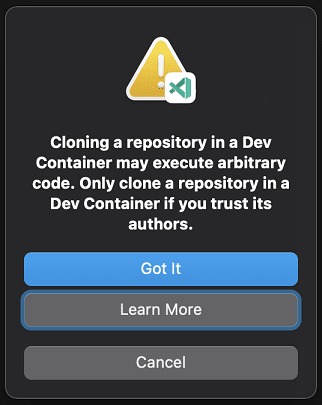 Cloning a repository in a Dev
Container may execute arbitrary
code. Only clone a repository in a
Dev Container if you trust its
authors.
Got It
Learn More
Cancel